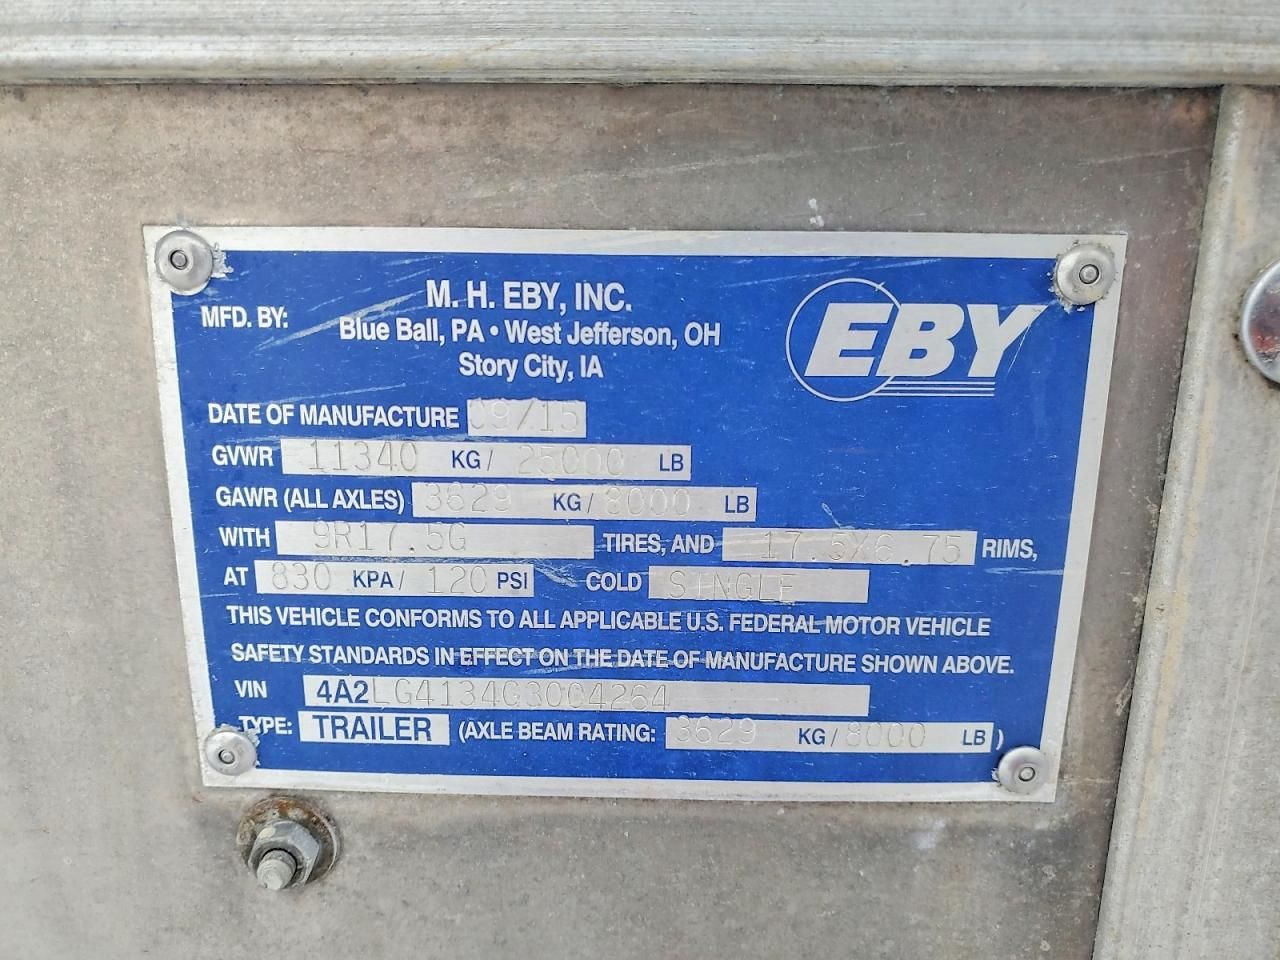 MFD. BY:
M. H. EBY, INC.
Blue Ball, PA • West Jefferson, OH
Story City, IA
EBY
DATE OF MANUFACTURE 09/15
GVWR 11340 KG/ 25000 LB
GAWR (ALL AXLES) 3629 KG/ 8000 LB
WITH 9R17.5G TIRES, AND 17.5X6.75 RIMS,
AT 830 KPA/ 120 PSI COLD SINGLE
THIS VEHICLE CONFORMS TO ALL APPLICABLE U.S. FEDERAL MOTOR VEHICLE
SAFETY STANDARDS IN EFFECT ON THE DATE OF MANUFACTURE SHOWN ABOVE.
VIN 4A2LG4134G3004264
TYPE: TRAILER (AXLE BEAM RATING: 3629 KG/ 8000 LB )